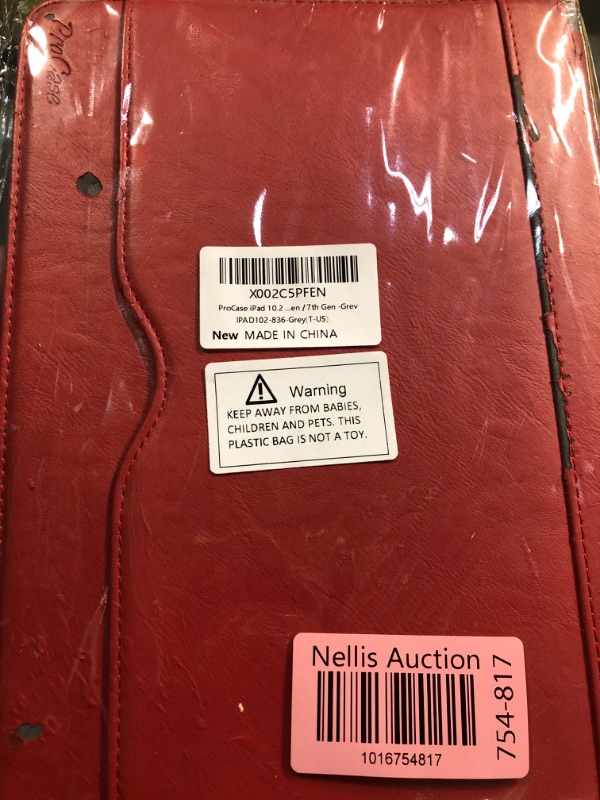 ProCase
X002C5PFEN
ProCase iPad 10.2 ...en / 7th Gen -Grey
IPAD102-836-Grey(T-US)
New MADE IN CHINA
Warning
KEEP AWAY FROM BABIES,
CHILDREN AND PETS. THIS
PLASTIC BAG IS NOT A TOY.
Nellis Auction
1016754817
754-817